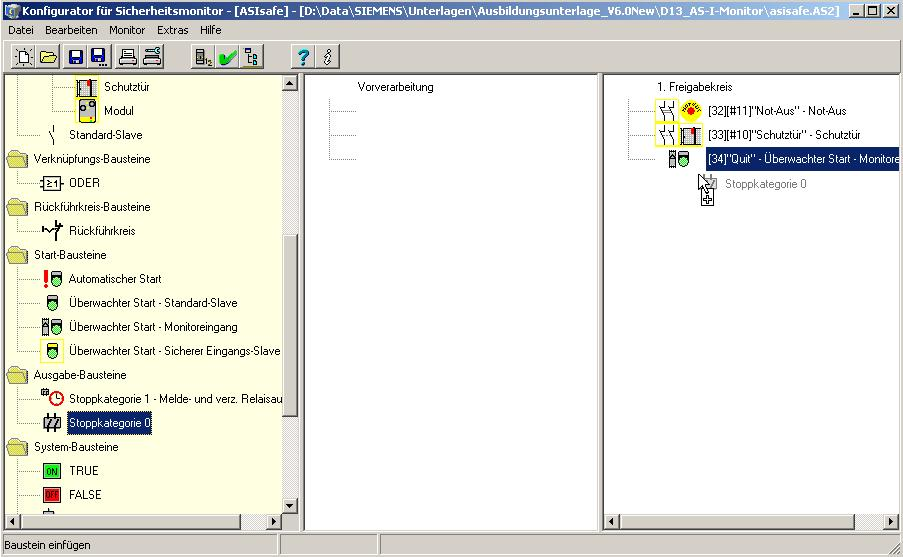 Konfigurator für Sicherheitsmonitor - [ASIsafe] - [D:\Data\SIEMENS\Unterlagen\Ausbildungsunterlage_V6.0New\D13_AS-I-Monitor\asisafe.AS2]
Datei Bearbeiten Monitor Extras Hilfe
Schutztür
Modul
Standard-Slave
Verknüpfungs-Bausteine
≥1 ODER
Rückführkreis-Bausteine
Rückführkreis
Start-Bausteine
Automatischer Start
Überwachter Start - Standard-Slave
Überwachter Start - Monitoreingang
Überwachter Start - Sicherer Eingangs-Slave
Ausgabe-Bausteine
Stoppkategorie 1 - Melde- und verz. Relaisau
Stoppkategorie 0
System-Bausteine
ON TRUE
OFF FALSE
Vorverarbeitung
1. Freigabekreis
[32][#11]"Not-Aus" - Not-Aus
[33][#10]"Schutztür" - Schutztür
[34]"Quit" - Überwachter Start - Monitore
Stoppkategorie 0
Baustein einfügen